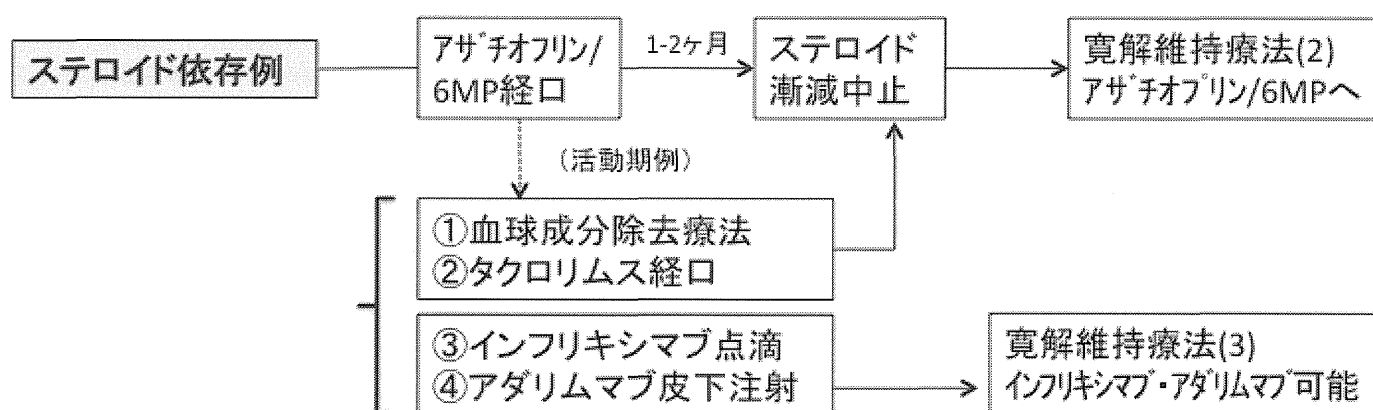 ステロイド依存例
アザチオフリン/
6MP経口
1-2ヶ月
ステロイド
漸減中止
寛解維持療法(2)
アザチオプリン/6MPへ
(活動期例)
①血球成分除去療法
②タクロリムス経口
③インフリキシマブ点滴
④アダリムマブ皮下注射
寛解維持療法(3)
インフリキシマブ・アダリムマブ可能